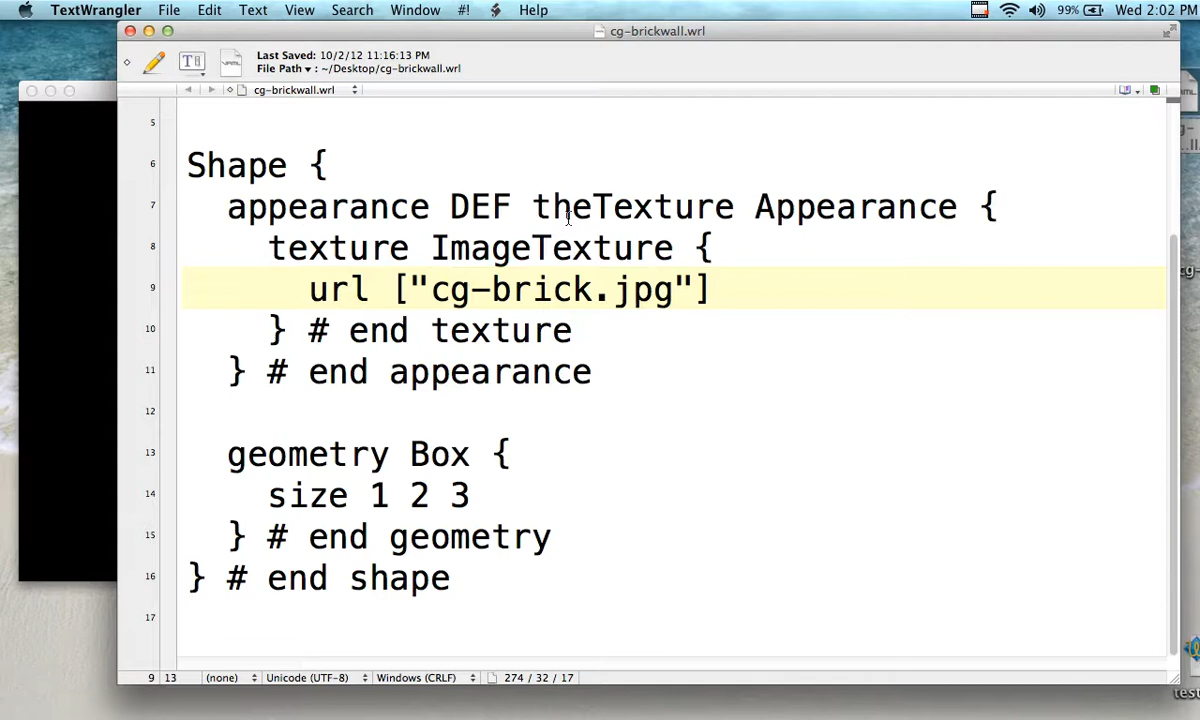 TextWrangler File Edit Text View Search Window #! Help 99% Wed 2:02 PM
cg-brickwall.wrl
Last Saved: 10/2/12 11:16:13 PM
File Path ▾ : ~/Desktop/cg-brickwall.wrl
cg-brickwall.wrl
5
6 Shape {
7 appearance DEF theTexture Appearance {
8 texture ImageTexture {
9 url ["cg-brick.jpg"]
10 } # end texture
11 } # end appearance
12
13 geometry Box {
14 size 1 2 3
15 } # end geometry
16 } # end shape
17
9 13 (none) Unicode (UTF-8) Windows (CRLF) 274 / 32 / 17